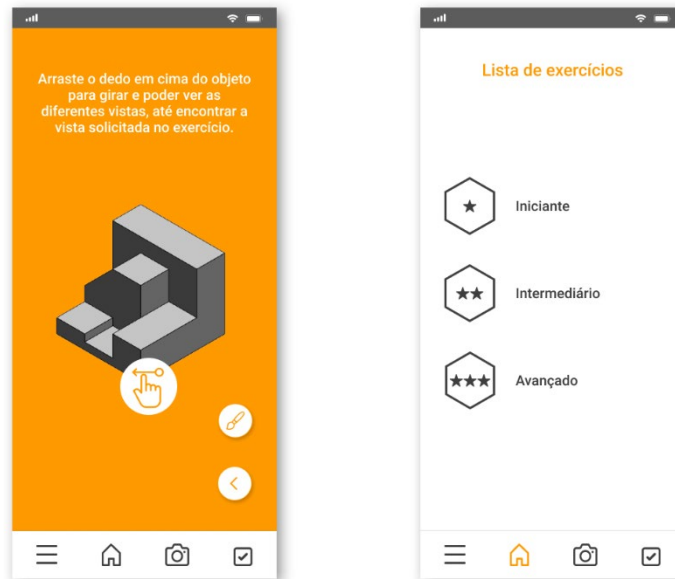 Arraste o dedo em cima do objeto
para girar e poder ver as
diferentes vistas, até encontrar a
vista solicitada no exercício.
Lista de exercícios
Iniciante
Intermediário
Avançado